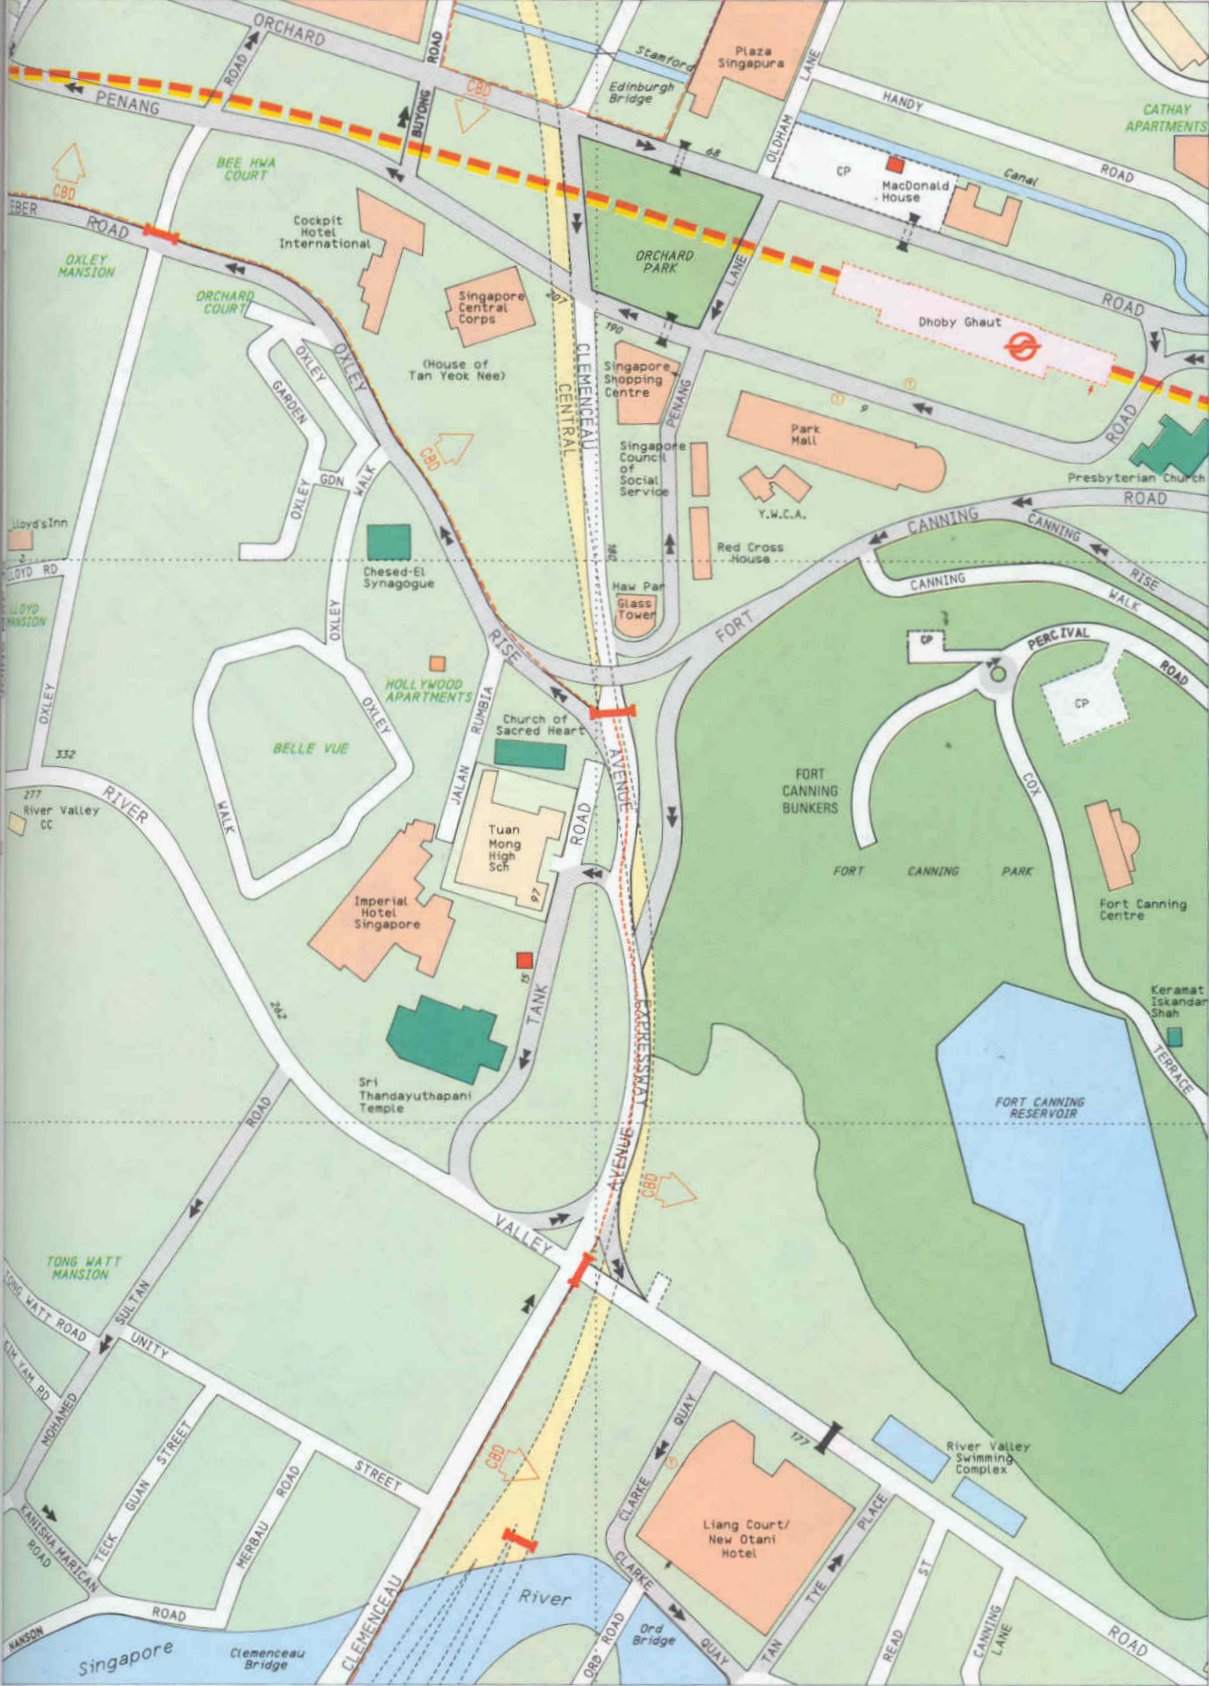 ORCHARD
ROAD
ROAD
Stamford
Plaza
Singapura
Edinburgh
Bridge
LANE
OLDHAM
HANDY
ROAD
CATHAY
APARTMENTS
PENANG
CBD
BUYONG
68
CP
MacDonald
House
Canal
BEE HWA
COURT
CBD
ROAD
OXLEY
MANSION
Cockpit
Hotel
International
ORCHARD
COURT
ORCHARD
PARK
LANE
ROAD
Singapore
Central
Corps
207
190
Dhoby Ghaut
(House of
Tan Yeok Nee)
OXLEY
OXLEY
GARDEN
CLEMENCEAU
CENTRAL
Singapore
Shopping
Centre
PENANG
9
Park
Mall
ROAD
CBD
Singapore
Council
of
Social
Service
Presbyterian Church
GDN
WALK
OXLEY
Y.W.C.A.
ROAD
CANNING
CANNING
RISE
Lloyd's Inn
2
LLOYD RD
LLOYD
MANSION
Chesed-El
Synagogue
180
Red Cross
House
Haw Par
Glass
Tower
CANNING
WALK
OXLEY
FORT
RISE
CP
PERCIVAL
ROAD
CP
OXLEY
HOLLYWOOD
APARTMENTS
OXLEY
RUMBIA
JALAN
Church of
Sacred Heart
BELLE VUE
332
277
River Valley
CC
RIVER
WALK
AVENUE
ROAD
Tuan
Mong
High
Sch
97
FORT
CANNING
BUNKERS
COX
FORT CANNING PARK
Imperial
Hotel
Singapore
Fort Canning
Centre
15
TANK
262
EXPRESSWAY
Keramat
Iskandar
Shah
TERRACE
Sri
Thandayuthapani
Temple
ROAD
FORT CANNING
RESERVOIR
AVENUE
CBD
VALLEY
TONG WATT
MANSION
TONG WATT ROAD
SULTAN
UNITY
KIM YAM RD
MOHAMED
STREET
GUAN
TECK
STREET
ROAD
MERBAU
CBD
QUAY
CLARKE
177
River Valley
Swimming
Complex
Liang Court/
New Otani
Hotel
PLACE
TYE
TAN
KANISHA MARICAN
ROAD
ROAD
HANSON
Singapore
Clemenceau
Bridge
CLEMENCEAU
River
CLARKE
QUAY
ORD ROAD
Ord
Bridge
ST
READ
CANNING
LANE
ROAD